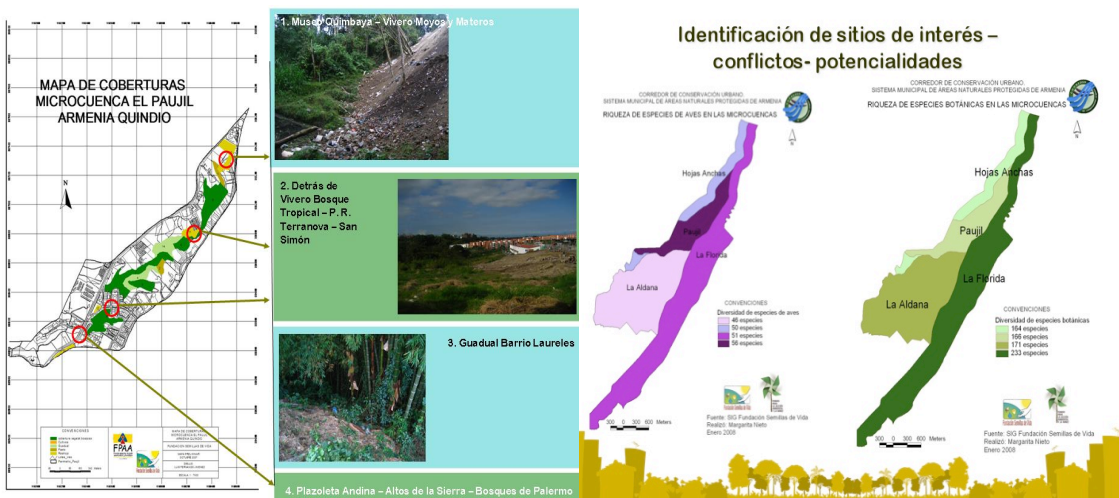 MAPA DE COBERTURAS
MICROCUENCA EL PAUJIL
ARMENIA QUINDIO
N
1. Museo Quimbaya – Vivero Moyos y Materos
2. Detrás de
Vivero Bosque
Tropical – P. R.
Terranova – San
Simón
3. Guadual Barrio Laureles
4. Plazoleta Andina – Altos de la Sierra – Bosques de Palermo
FPAA
Identificación de sitios de interés –
conflictos- potencialidades
CORREDOR DE CONSERVACIÓN URBANO.
SISTEMA MUNICIPAL DE ÁREAS NATURALES PROTEGIDAS DE ARMENIA
RIQUEZA DE ESPECIES DE AVES EN LAS MICROCUENCAS
N
Hojas Anchas
Paujil
La Florida
La Aldana
CONVENCIONES
Diversidad de especies de aves
46 especies
50 especies
51 especies
56 especies
Fuente: SIG Fundación Semillas de Vida
Realizó: Margarita Nieto
Enero 2008
300 0 300 600 Meters
CORREDOR DE CONSERVACIÓN URBANO.
SISTEMA MUNICIPAL DE ÁREAS NATURALES PROTEGIDAS DE ARMENIA
RIQUEZA DE ESPECIES BOTÁNICAS EN LAS MICROCUENCAS
N
Hojas Anchas
Paujil
La Florida
La Aldana
CONVENCIONES
Diversidad de especies botánicas
164 especies
166 especies
171 especies
233 especies
Fuente: SIG Fundación Semillas de Vida
Realizó: Margarita Nieto
Enero 2008
300 0 300 600 Meters